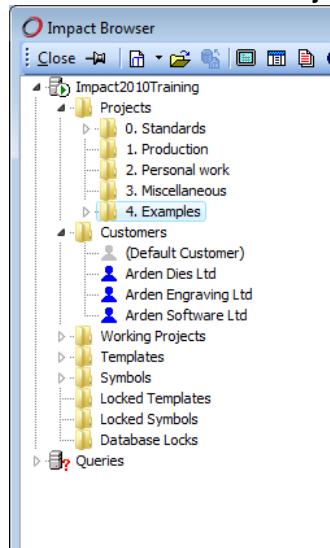 Impact Browser
Close
Impact2010Training
Projects
0. Standards
1. Production
2. Personal work
3. Miscellaneous
4. Examples
Customers
(Default Customer)
Arden Dies Ltd
Arden Engraving Ltd
Arden Software Ltd
Working Projects
Templates
Symbols
Locked Templates
Locked Symbols
Database Locks
Queries